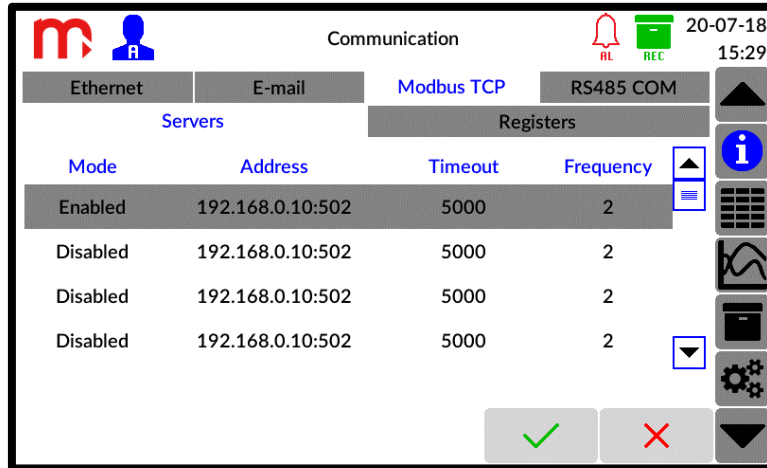 20-07-18
Communication
A
AL
REC
15:29
Ethernet E-mail Modbus TCP RS485 COM
Servers Registers
Mode Address Timeout Frequency
Enabled 192.168.0.10:502 5000 2
Disabled 192.168.0.10:502 5000 2
Disabled 192.168.0.10:502 5000 2
Disabled 192.168.0.10:502 5000 2